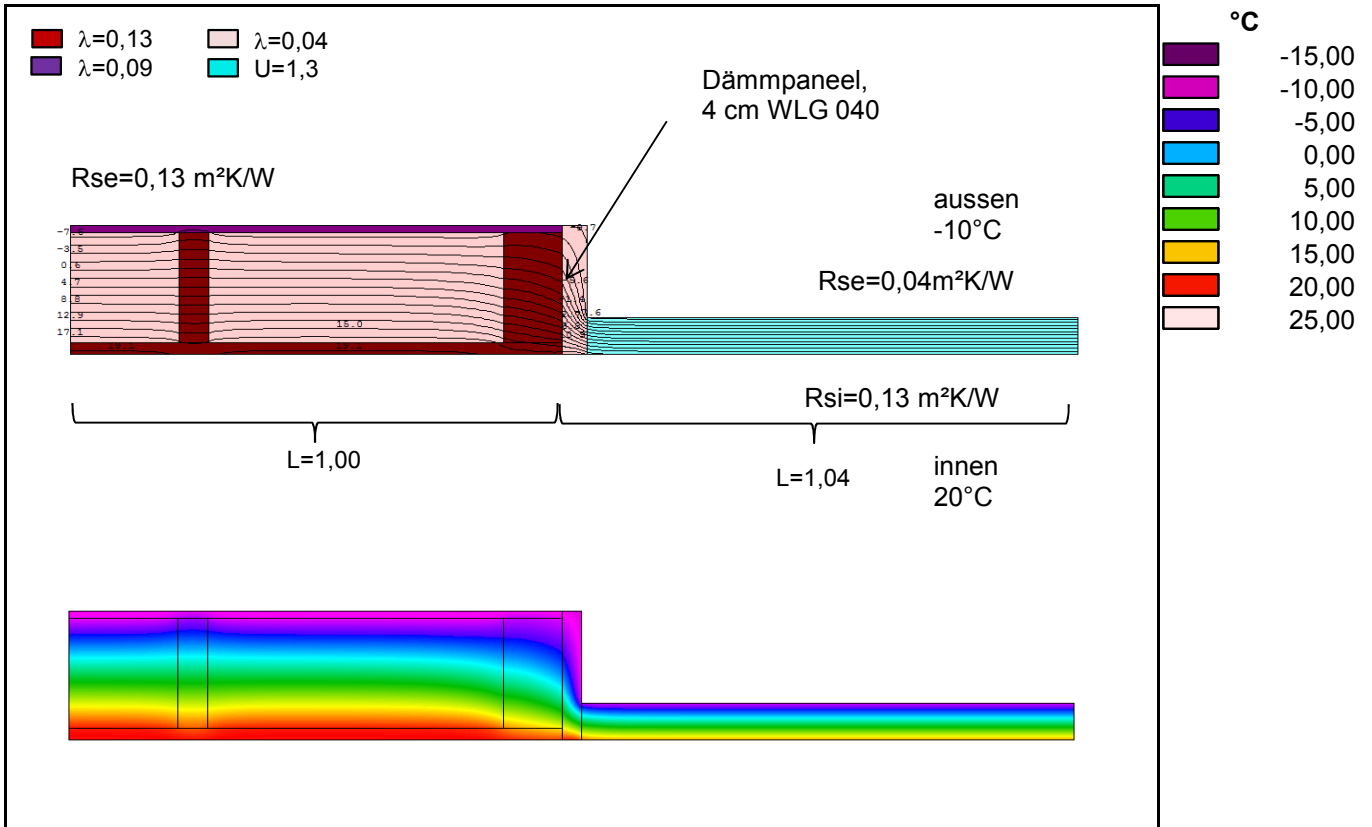 °C
λ=0,13
λ=0,04
λ=0,09
U=1,3
-15,00
-10,00
-5,00
0,00
5,00
10,00
15,00
20,00
25,00
Dämmpaneel,
4 cm WLG 040
Rse=0,13 m²K/W
aussen
-10°C
Rse=0,04m²K/W
-3.5
0.6
4.7
8.8
12.9
17.1
15.0
19.1
Rsi=0,13 m²K/W
L=1,00
L=1,04
innen
20°C